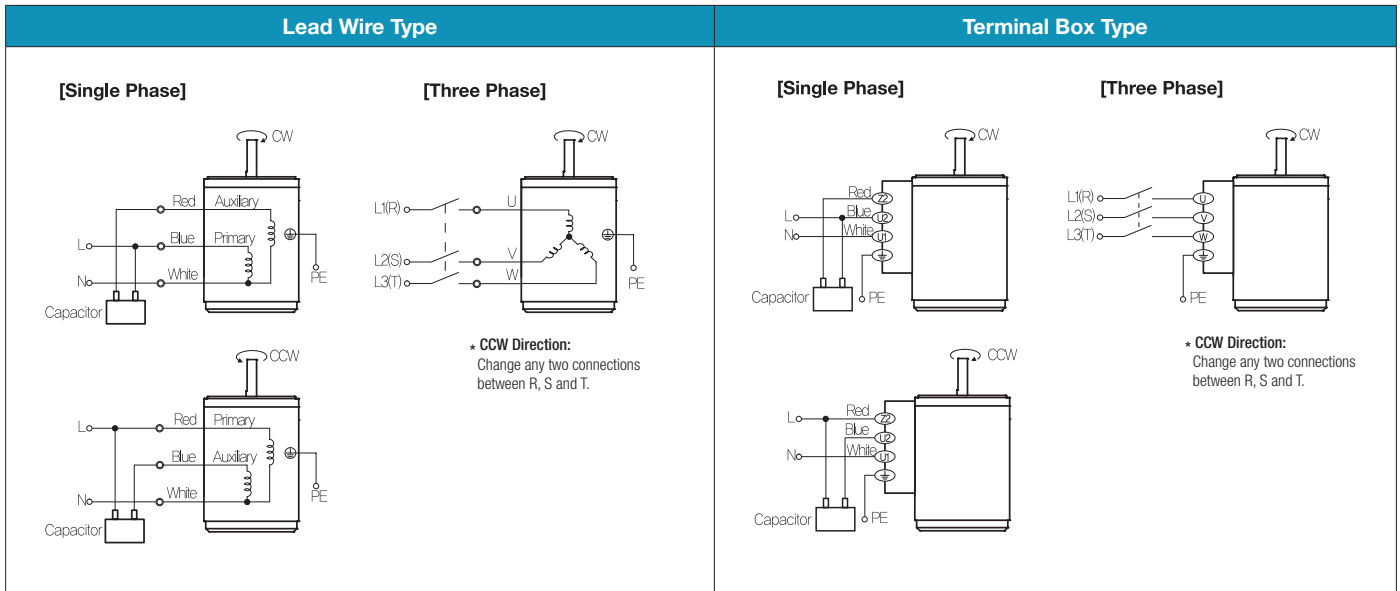 Lead Wire Type
[Single Phase]
[Three Phase]
CW
Red
Auxiliary
L
Blue
Primary
N
White
Capacitor
PE
CW
L1(R)
U
L2(S)
V
L3(T)
W
PE
* CCW Direction:
Change any two connections
between R, S and T.
CCW
L
Red
Primary
Blue
Auxiliary
N
White
Capacitor
PE
Terminal Box Type
[Single Phase]
[Three Phase]
CW
Red
Z2
L
Blue
U2
N
White
U1
Capacitor
PE
CW
L1(R)
U
L2(S)
V
L3(T)
W
PE
* CCW Direction:
Change any two connections
between R, S and T.
CCW
L
Red
Z2
Blue
U2
N
White
U1
Capacitor
PE